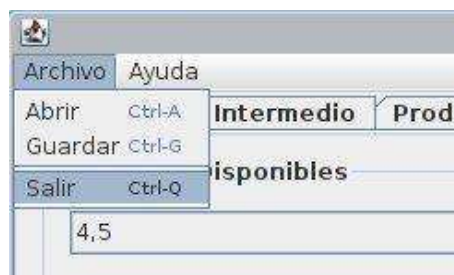 Archivo Ayuda
Abrir Ctrl-A Intermedio
Guardar Ctrl-G
Salir Ctrl-Q
4,5